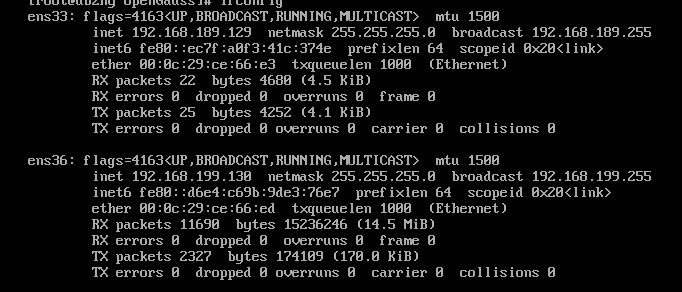 ens33: flags=4163<UP,BROADCAST,RUNNING,MULTICAST>  mtu 1500
        inet 192.168.189.129  netmask 255.255.255.0  broadcast 192.168.189.255
        inet6 fe80::ec7f:a0f3:41c:374e  prefixlen 64  scopeid 0x20<link>
        ether 00:0c:29:ce:66:e3  txqueuelen 1000  (Ethernet)
        RX packets 22  bytes 4680 (4.5 KiB)
        RX errors 0  dropped 0  overruns 0  frame 0
        TX packets 25  bytes 4252 (4.1 KiB)
        TX errors 0  dropped 0 overruns 0  carrier 0  collisions 0

ens36: flags=4163<UP,BROADCAST,RUNNING,MULTICAST>  mtu 1500
        inet 192.168.199.130  netmask 255.255.255.0  broadcast 192.168.199.255
        inet6 fe80::d6e4:c69b:9de3:76e7  prefixlen 64  scopeid 0x20<link>
        ether 00:0c:29:ce:66:ed  txqueuelen 1000  (Ethernet)
        RX packets 11690  bytes 15236246 (14.5 MiB)
        RX errors 0  dropped 0  overruns 0  frame 0
        TX packets 2327  bytes 174109 (170.0 KiB)
        TX errors 0  dropped 0 overruns 0  carrier 0  collisions 0